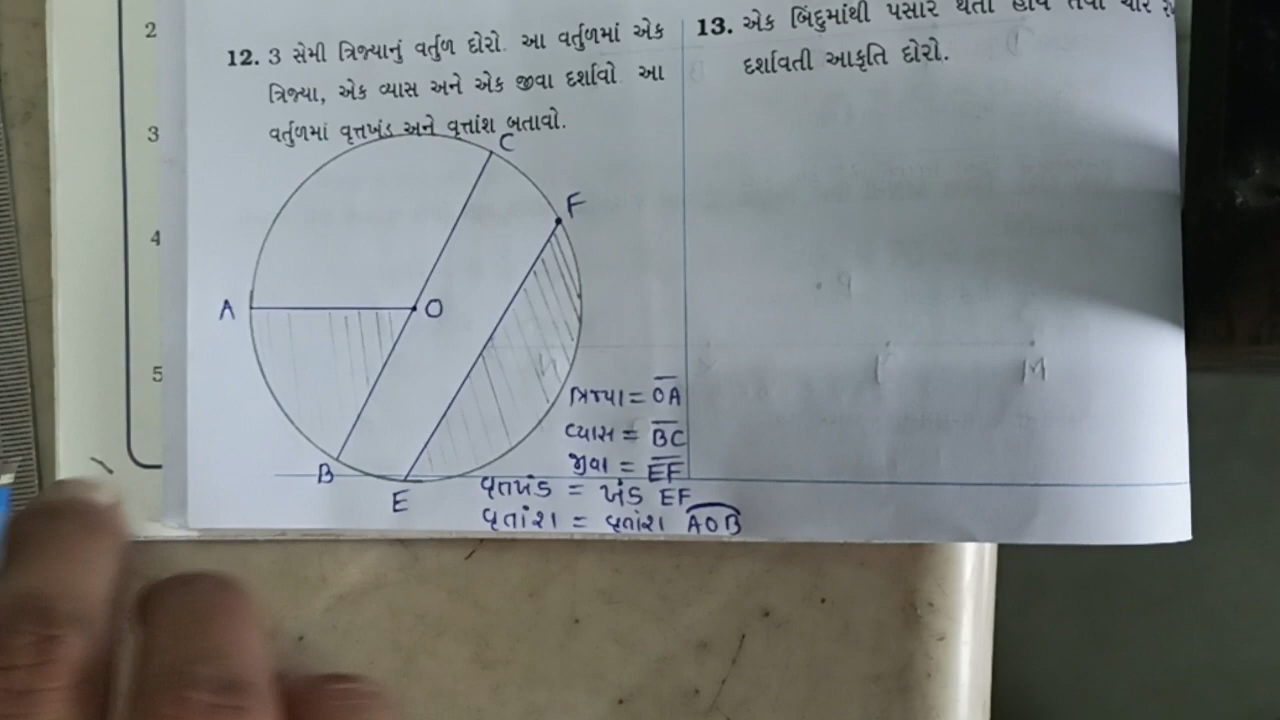 2
3
4
5
12. 3 સેમી ત્રિજ્યાનું વર્તુળ દોરો. આ વર્તુળમાં એક
ત્રિજ્યા, એક વ્યાસ અને એક જીવા દર્શાવો. આ
વર્તુળમાં વૃત્તખંડ અને વૃત્તાંશ બતાવો.
C
F
A
O
B
E
ત્રિજ્યા = OA
વ્યાસ = BC
જીવા = EF
વૃતખંડ = ખંડ EF
વૃતાંશ = વૃતાંશ AOB
13. એક બિંદુમાંથી પસાર થતી હોય તેવી ચાર
દર્શાવતી આકૃતિ દોરો.